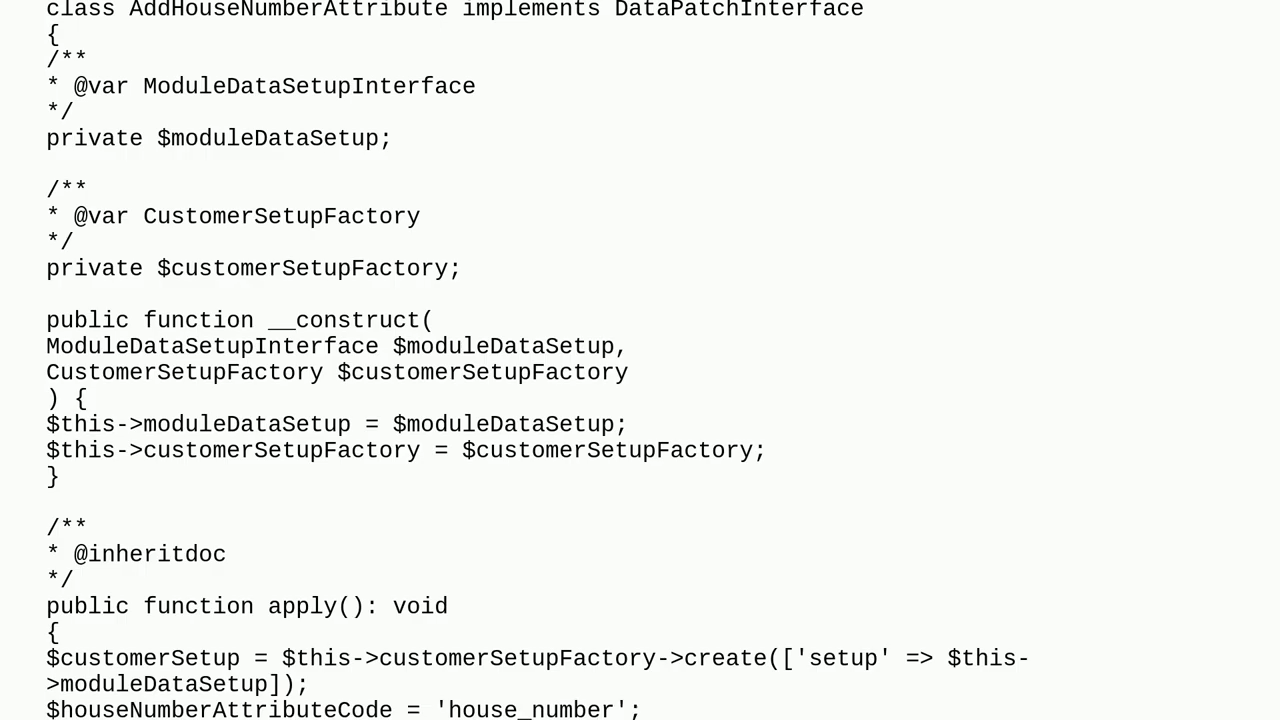 class AddHouseNumberAttribute implements DataPatchInterface
{
/**
* @var ModuleDataSetupInterface
*/
private $moduleDataSetup;

/**
* @var CustomerSetupFactory
*/
private $customerSetupFactory;

public function __construct(
ModuleDataSetupInterface $moduleDataSetup,
CustomerSetupFactory $customerSetupFactory
) {
$this->moduleDataSetup = $moduleDataSetup;
$this->customerSetupFactory = $customerSetupFactory;
}

/**
* @inheritdoc
*/
public function apply(): void
{
$customerSetup = $this->customerSetupFactory->create(['setup' => $this-
>moduleDataSetup]);
$houseNumberAttributeCode = 'house_number';